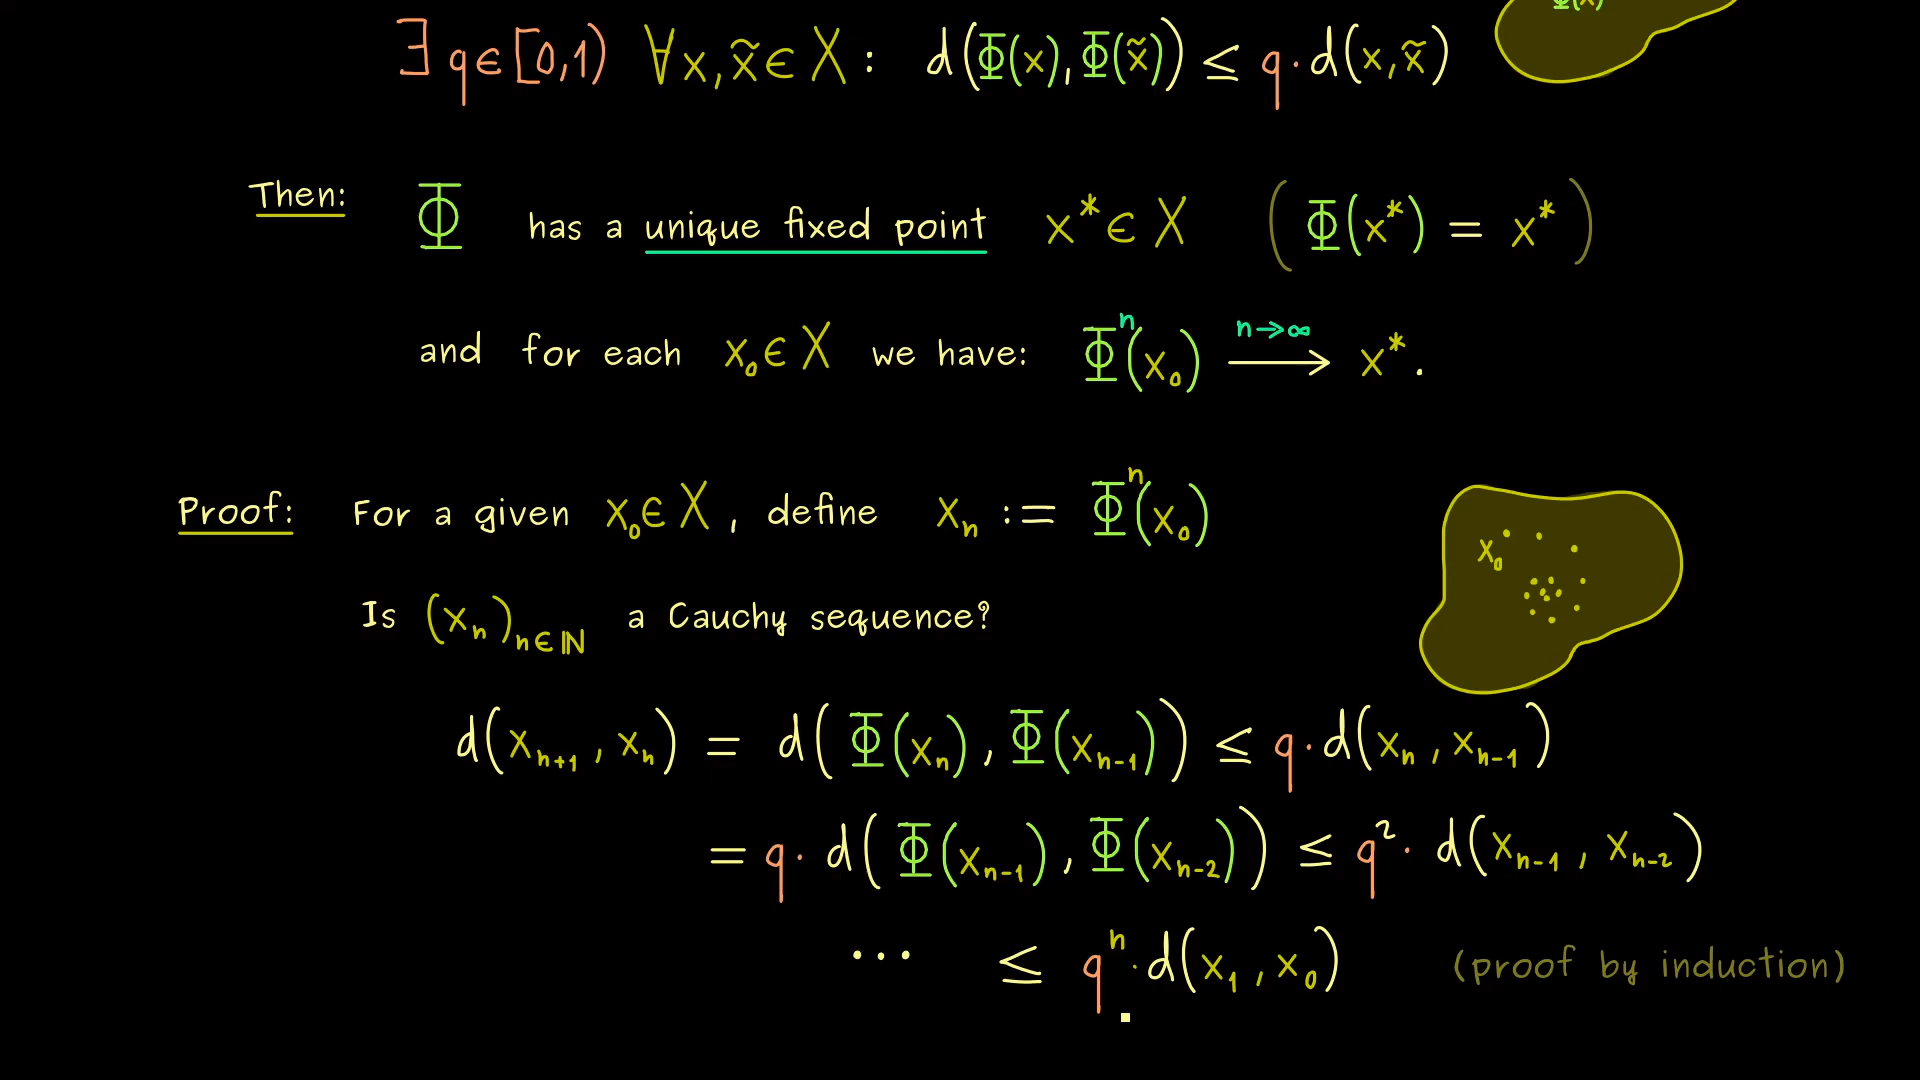 Φ(x)
∃ q ∈ [0,1) ∀ x, x̃ ∈ X : d(Φ(x), Φ(x̃)) ≤ q · d(x, x̃)
Then: Φ has a unique fixed point x* ∈ X ( Φ(x*) = x* )
and for each x₀ ∈ X we have: Φⁿ(x₀) n→∞ ⟶ x*.
Proof: For a given x₀ ∈ X, define xₙ := Φⁿ(x₀)
x₀
Is (xₙ)ₙ∈ℕ a Cauchy sequence?
d(xₙ₊₁, xₙ) = d( Φ(xₙ), Φ(xₙ₋₁)) ≤ q · d(xₙ, xₙ₋₁)
= q · d( Φ(xₙ₋₁), Φ(xₙ₋₂)) ≤ q² · d(xₙ₋₁, xₙ₋₂)
... ≤ qⁿ · d(x₁, x₀) (proof by induction)